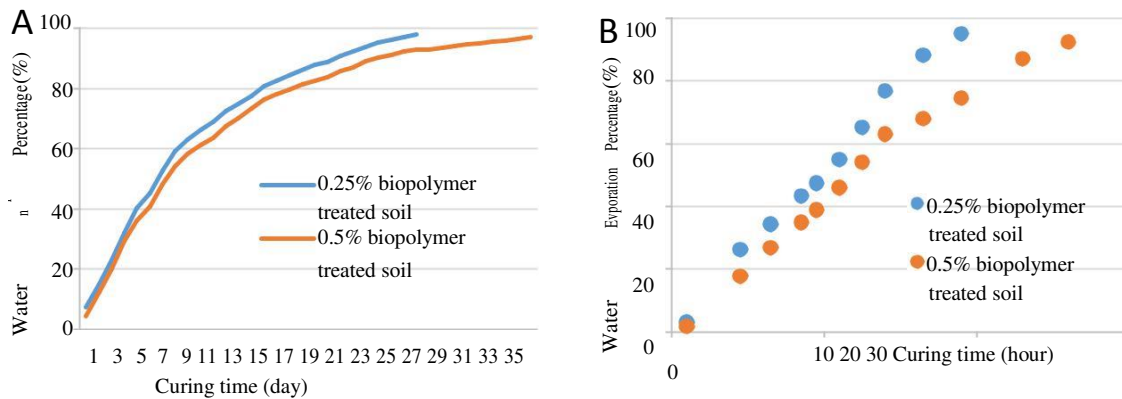 A
100
80
60
40
20
0
Percentage(%)
Water
0.25% biopolymer
treated soil
0.5% biopolymer
treated soil
1 3 5 7 9 11 13 15 17 19 21 23 25 27 29 31 33 35
Curing time (day)
B
100
80
60
40
20
0
Evporation Percentage(%)
Water
0.25% biopolymer
treated soil
0.5% biopolymer
treated soil
10 20 30 Curing time (hour)
0